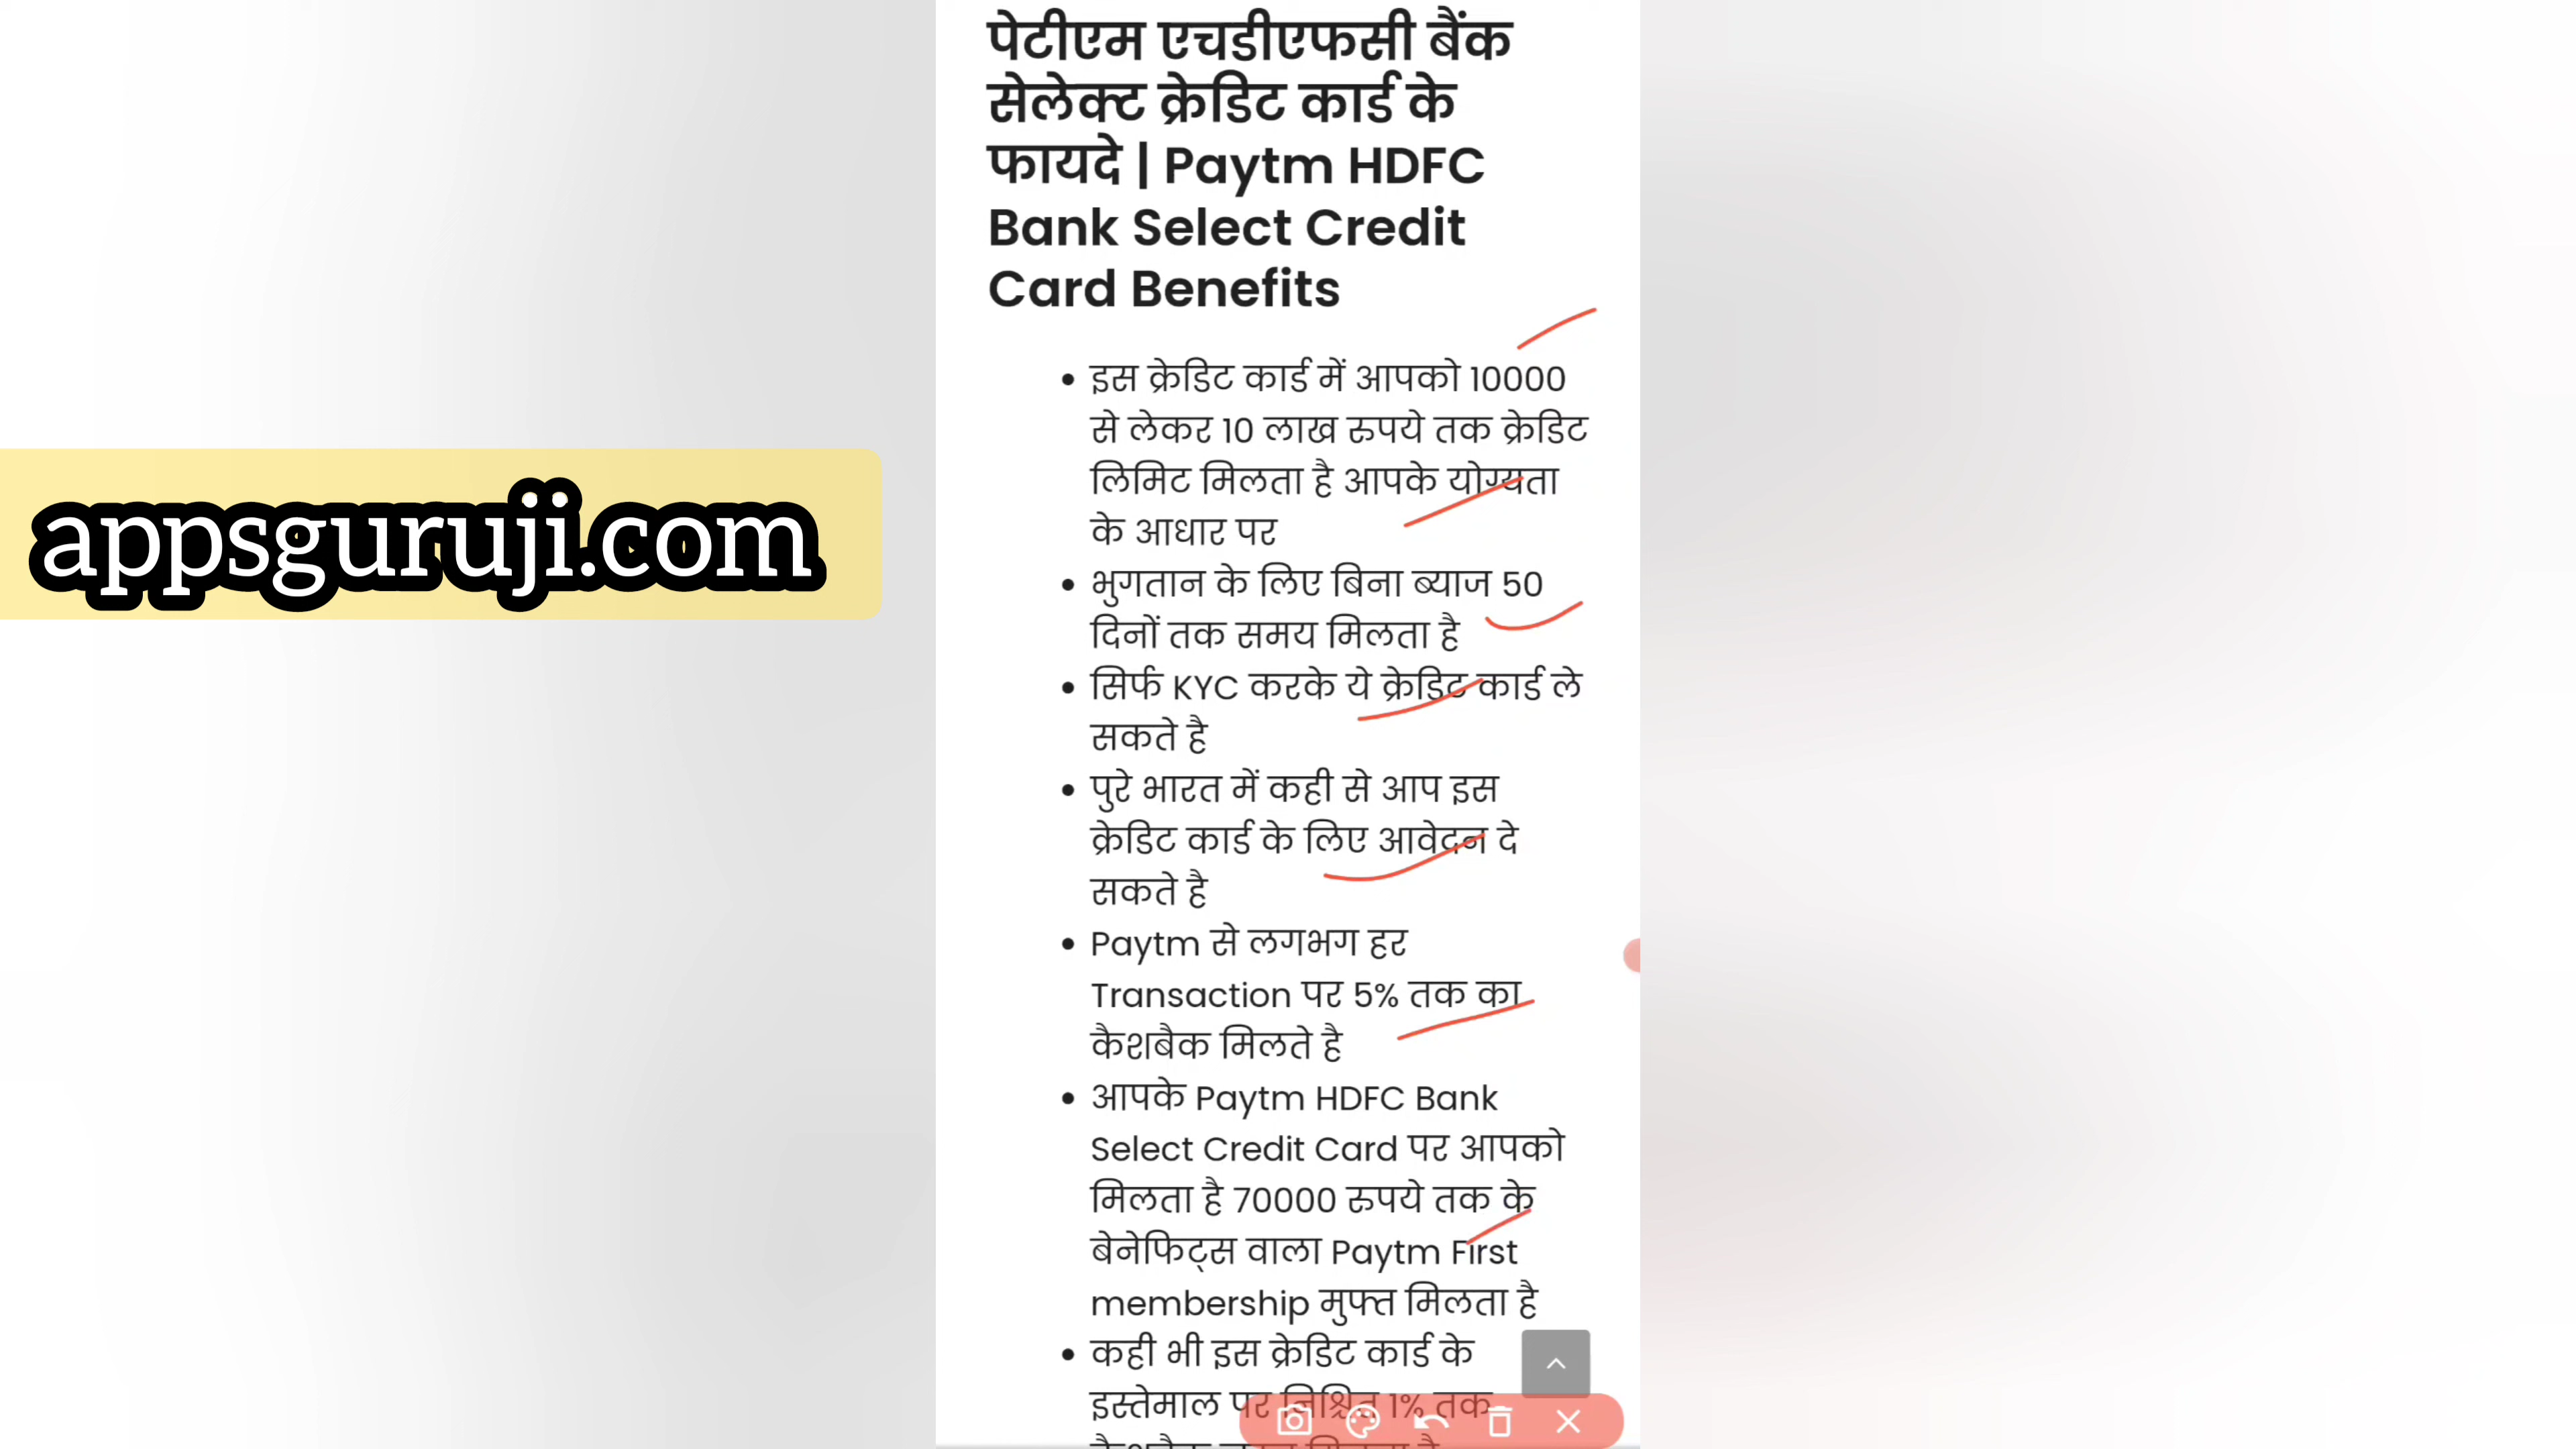 पेटीएम एचडीएफसी बैंक
सेलेक्ट क्रेडिट कार्ड के
फायदे | Paytm HDFC
Bank Select Credit
Card Benefits
appsguruji.com
• इस क्रेडिट कार्ड में आपको 10000
से लेकर 10 लाख रुपये तक क्रेडिट
लिमिट मिलता है आपके योग्यता
के आधार पर
• भुगतान के लिए बिना ब्याज 50
दिनों तक समय मिलता है
• सिर्फ KYC करके ये क्रेडिट कार्ड ले
सकते है
• पुरे भारत में कही से आप इस
क्रेडिट कार्ड के लिए आवेदन दे
सकते है
• Paytm से लगभग हर
Transaction पर 5% तक का
कैशबैक मिलते है
• आपके Paytm HDFC Bank
Select Credit Card पर आपको
मिलता है 70000 रुपये तक के
बेनेफिट्स वाला Paytm First
membership मुफ्त मिलता है
• कही भी इस क्रेडिट कार्ड के
इस्तेमाल पर निश्चित 1% तक